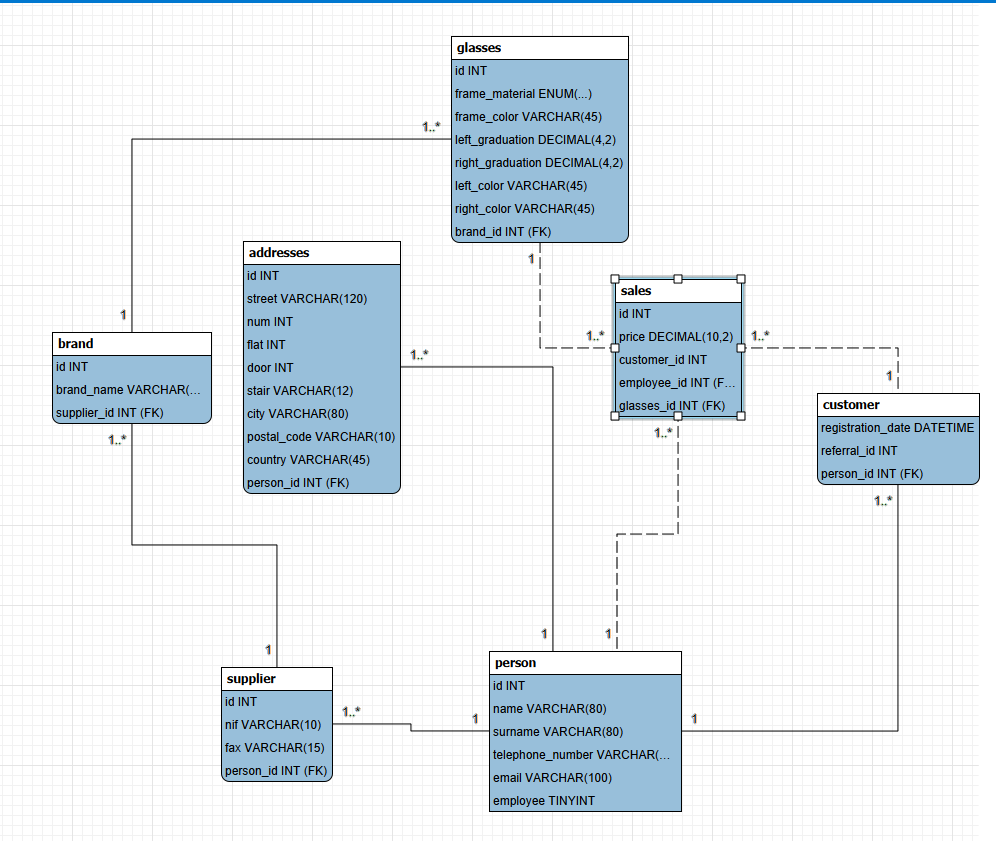 glasses
id INT
frame_material ENUM(...)
frame_color VARCHAR(45)
left_graduation DECIMAL(4,2)
right_graduation DECIMAL(4,2)
left_color VARCHAR(45)
right_color VARCHAR(45)
brand_id INT (FK)
1..*
1
addresses
id INT
street VARCHAR(120)
num INT
flat INT
door INT
stair VARCHAR(12)
city VARCHAR(80)
postal_code VARCHAR(10)
country VARCHAR(45)
person_id INT (FK)
1..*
sales
id INT
price DECIMAL(10,2)
customer_id INT
employee_id INT (F...
glasses_id INT (FK)
1..*
1..*
1..*
1
brand
id INT
brand_name VARCHAR(...
supplier_id INT (FK)
1
1..*
customer
registration_date DATETIME
referral_id INT
person_id INT (FK)
1
1..*
supplier
id INT
nif VARCHAR(10)
fax VARCHAR(15)
person_id INT (FK)
1
1..*
person
id INT
name VARCHAR(80)
surname VARCHAR(80)
telephone_number VARCHAR(...
email VARCHAR(100)
employee TINYINT
1
1
1